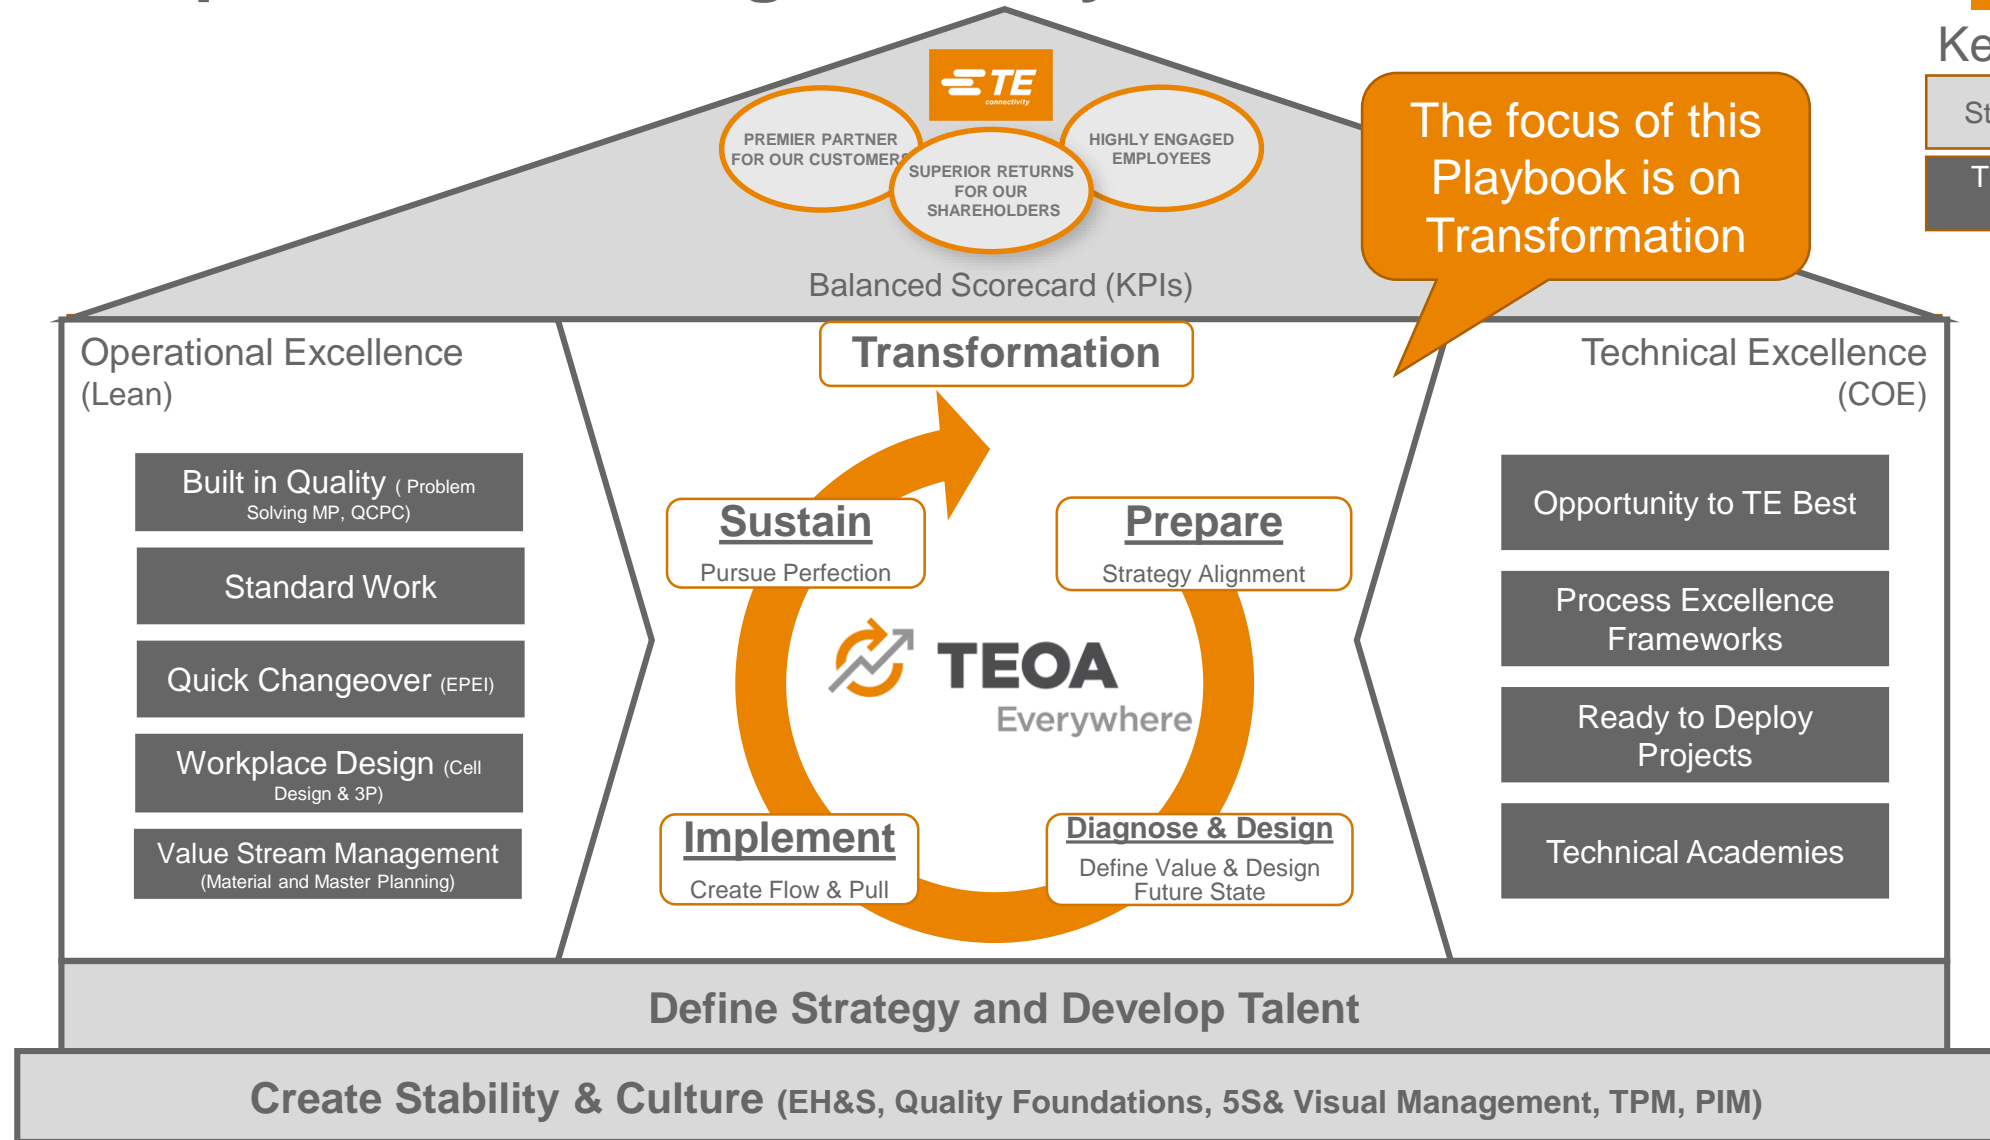 TE
connectivity
PREMIER PARTNER
FOR OUR CUSTOMERS
HIGHLY ENGAGED
EMPLOYEES
SUPERIOR RETURNS
FOR OUR
SHAREHOLDERS
Balanced Scorecard (KPIs)
The focus of this
Playbook is on
Transformation
Operational Excellence
(Lean)
Built in Quality ( Problem
Solving MP, QCPC)
Standard Work
Quick Changeover (EPEI)
Workplace Design (Cell
Design & 3P)
Value Stream Management
(Material and Master Planning)
Transformation
Sustain
Pursue Perfection
Prepare
Strategy Alignment
TEOA
Everywhere
Implement
Create Flow & Pull
Diagnose & Design
Define Value & Design
Future State
Technical Excellence
(COE)
Opportunity to TE Best
Process Excellence
Frameworks
Ready to Deploy
Projects
Technical Academies
Define Strategy and Develop Talent
Create Stability & Culture (EH&S, Quality Foundations, 5S& Visual Management, TPM, PIM)